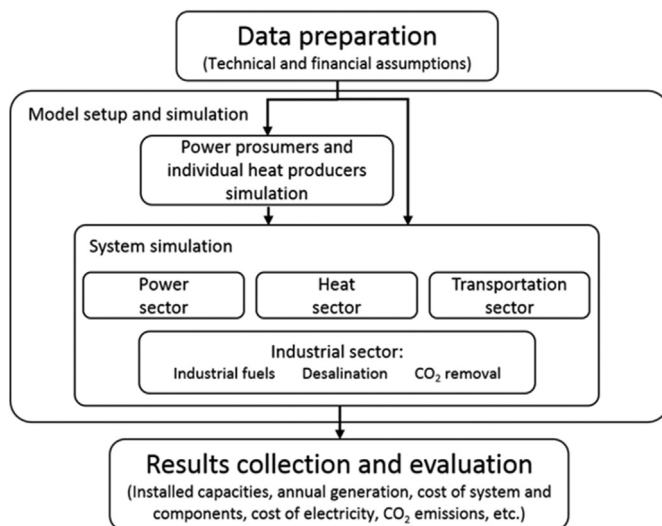 Data preparation
(Technical and financial assumptions)
Model setup and simulation
Power prosumers and
individual heat producers
simulation
System simulation
Power
sector
Heat
sector
Transportation
sector
Industrial sector:
Industrial fuels Desalination CO₂ removal
Results collection and evaluation
(Installed capacities, annual generation, cost of system and
components, cost of electricity, CO₂ emissions, etc.)